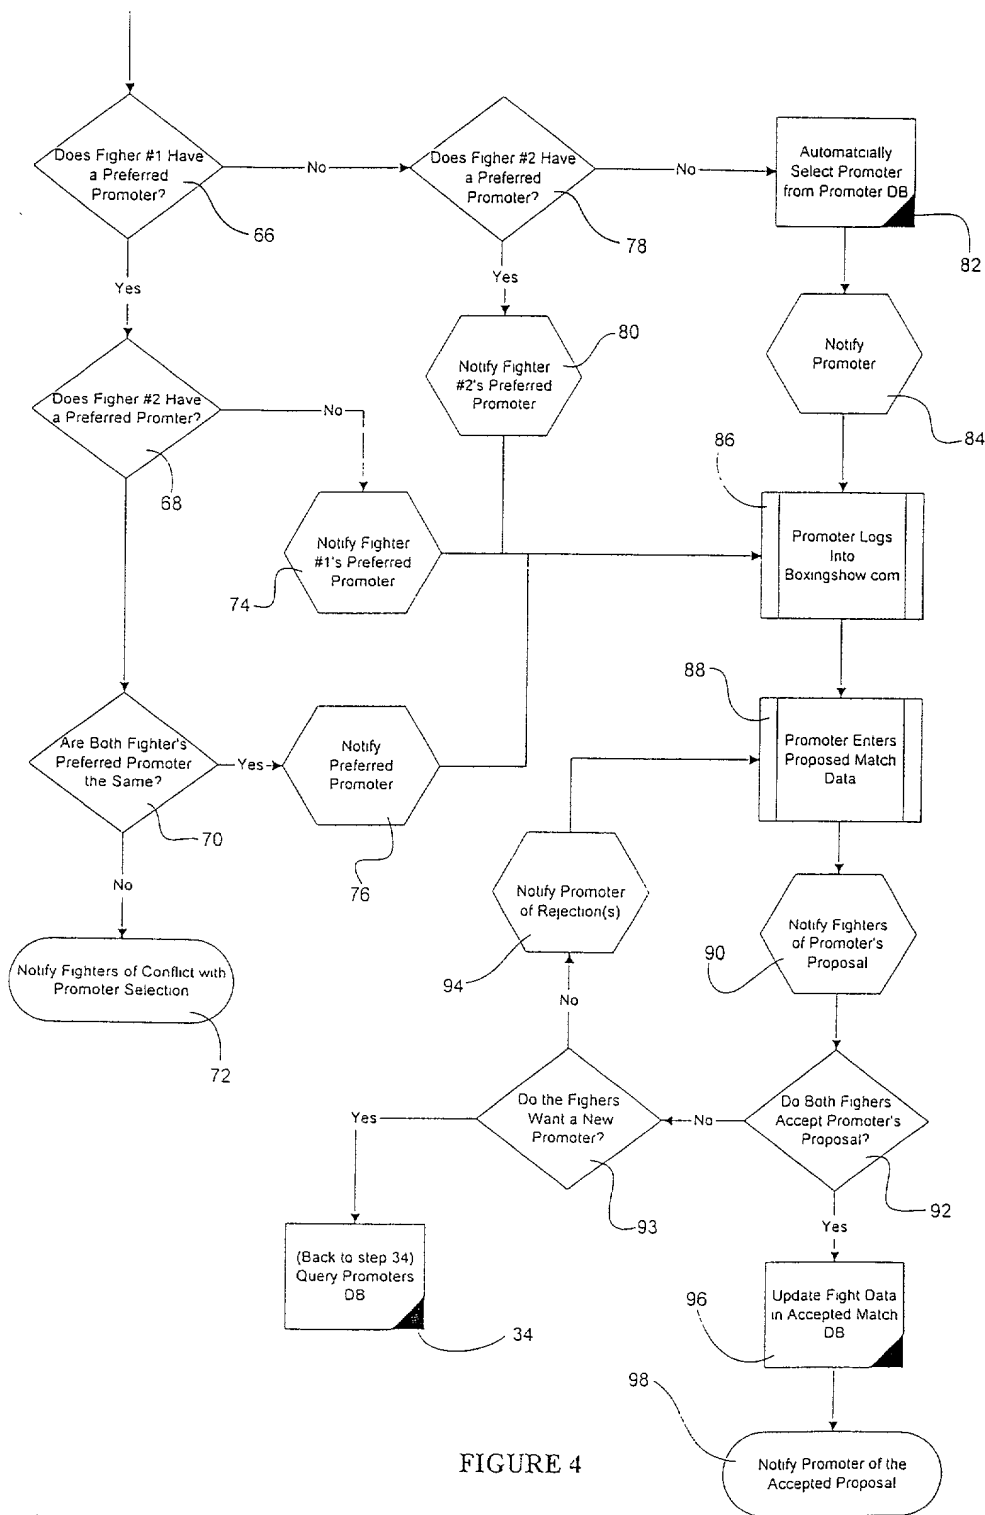 Does Figher #1 Have
a Preferred
Promoter?
66
No
Does Figher #2 Have
a Preferred
Promoter?
78
No
Automatcially
Select Promoter
from Promoter DB
82
Yes
Yes
Notify Fighter
#2's Preferred
Promoter
80
Notify
Promoter
84
Does Figher #2 Have
a Preferred Promter?
68
No
Notify Fighter
#1's Preferred
Promoter
74
86
Promoter Logs
Into
Boxingshow com
88
Promoter Enters
Proposed Match
Data
Are Both Fighter's
Preferred Promoter
the Same?
70
Yes
Notify
Preferred
Promoter
76
No
Notify Fighters of Conflict with
Promoter Selection
72
Notify Promoter
of Rejection(s)
94
Notify Fighters
of Promoter's
Proposal
90
No
Do the Fighers
Want a New
Promoter?
93
No
Do Both Fighers
Accept Promoter's
Proposal?
92
Yes
Yes
(Back to step 34)
Query Promoters
DB
34
Update Fight Data
in Accepted Match
DB
96
98
Notify Promoter of the
Accepted Proposal
FIGURE 4